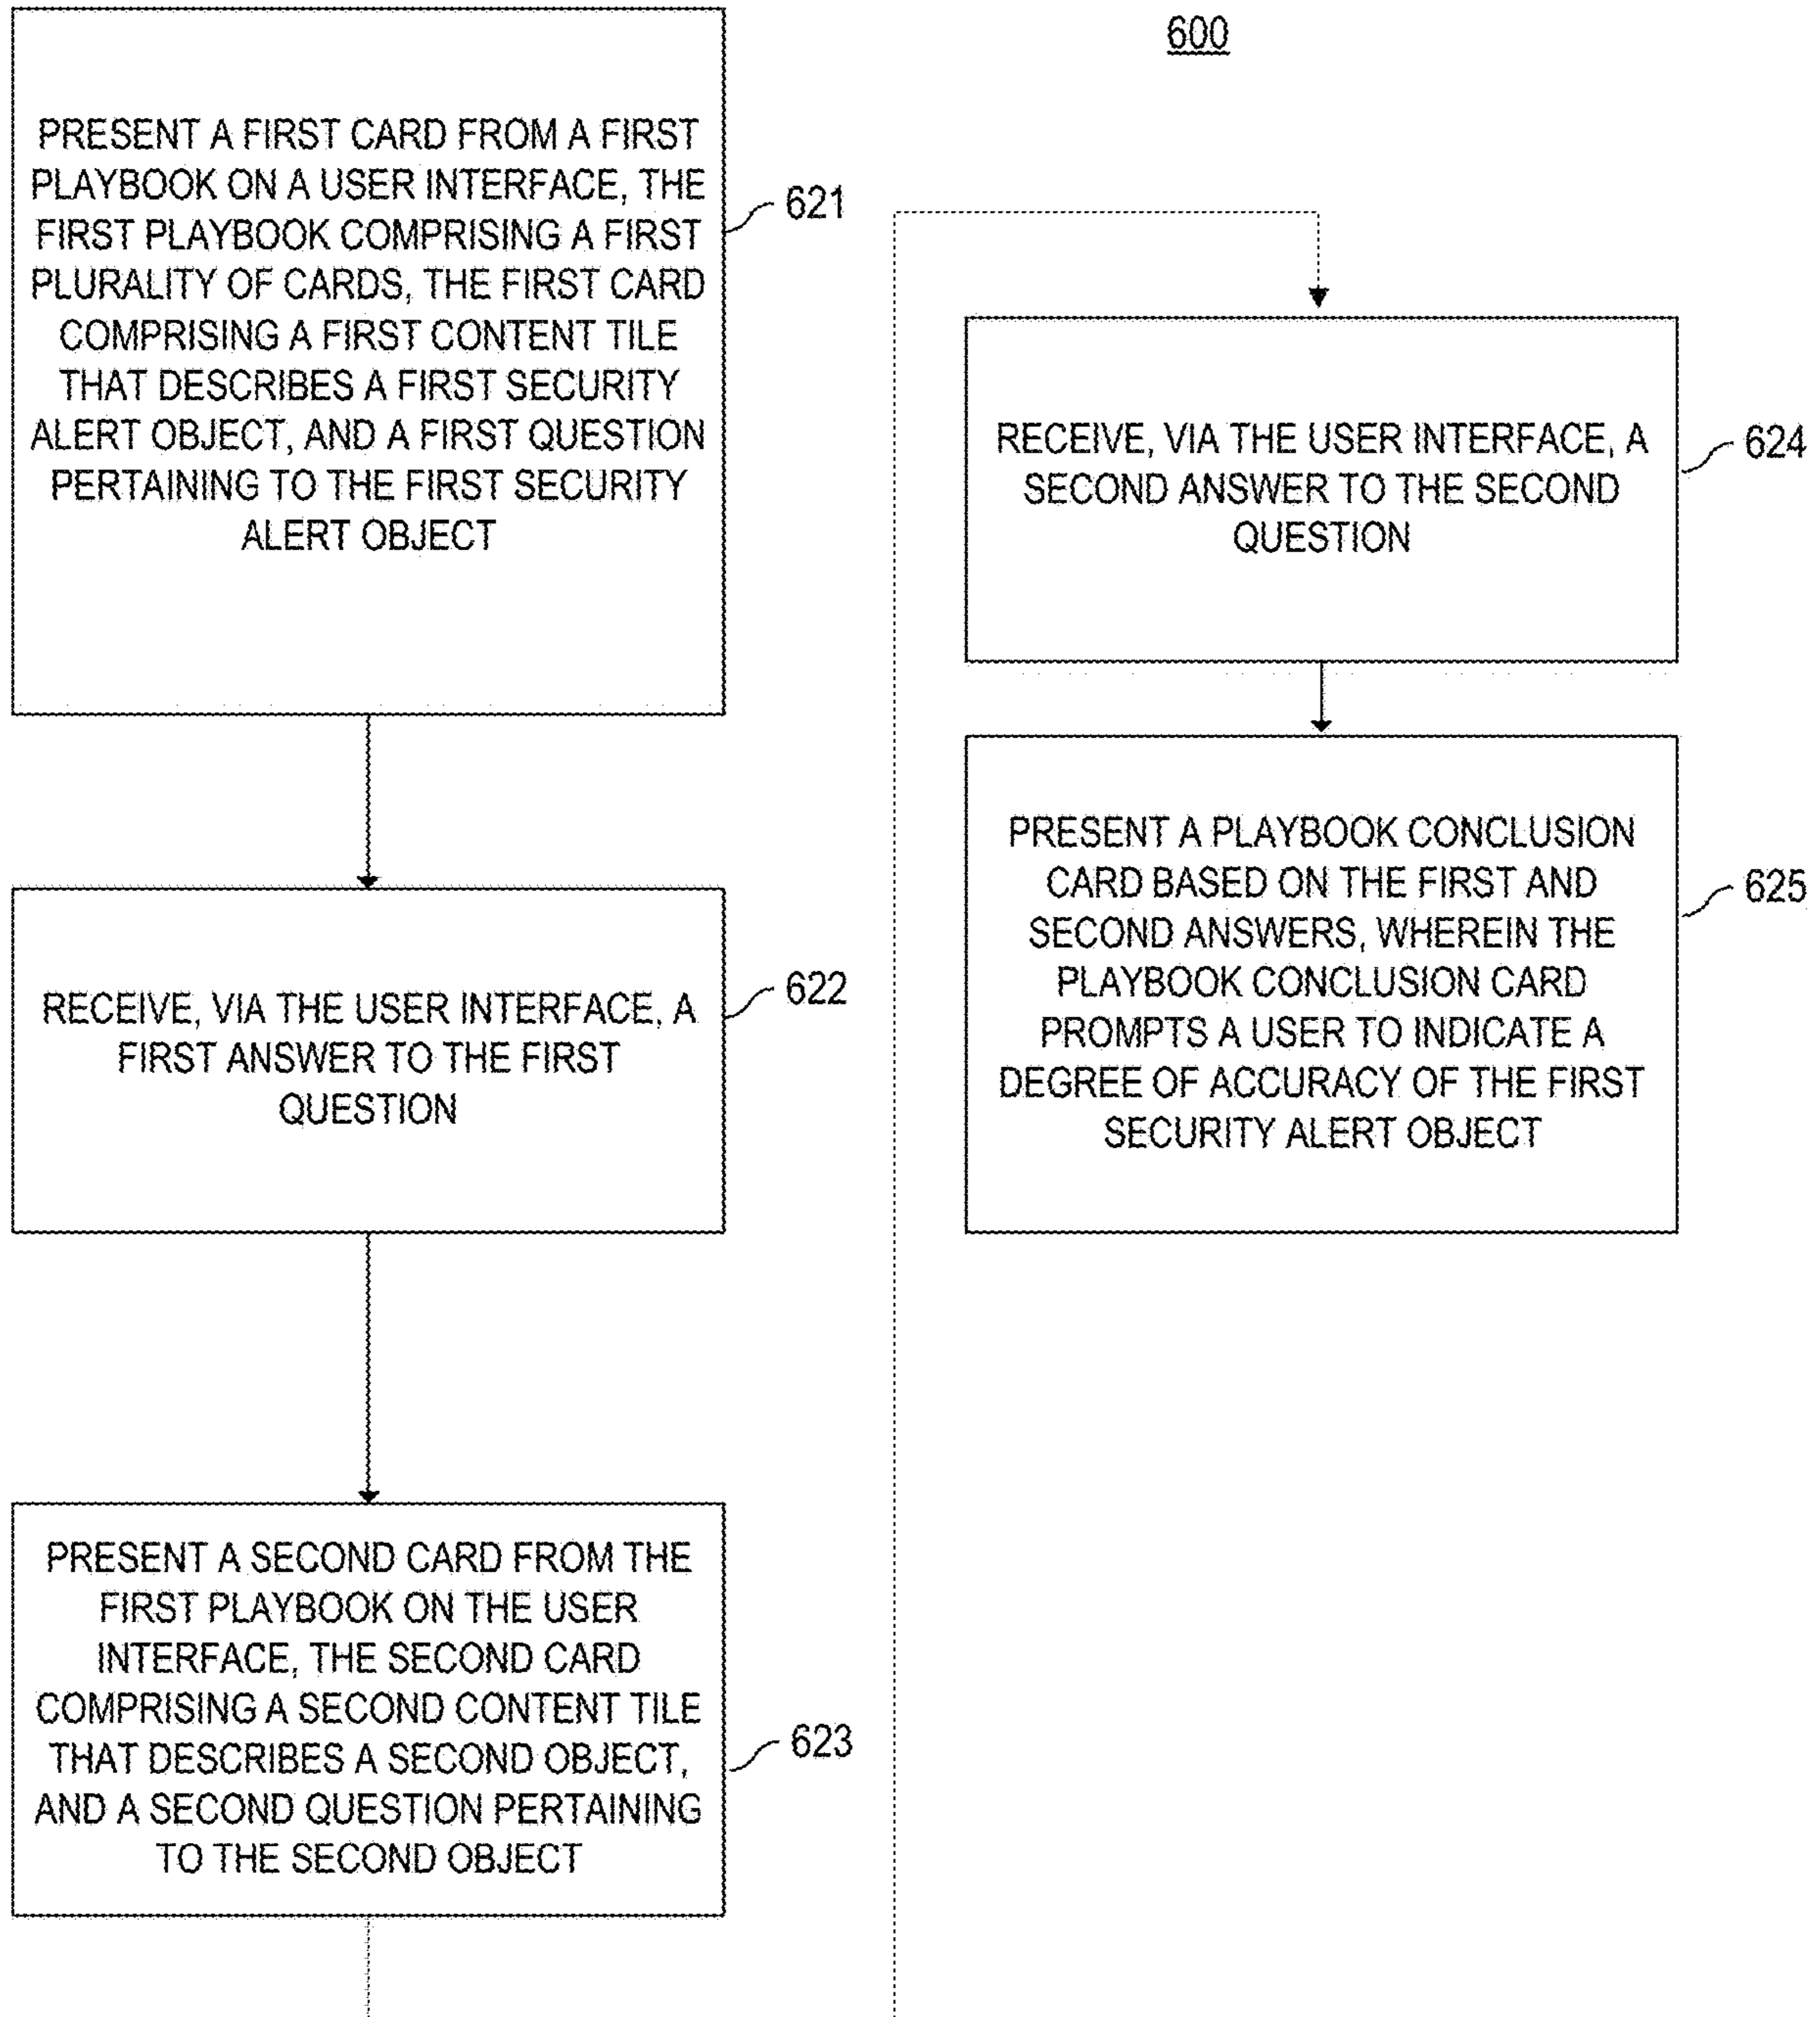 600
PRESENT A FIRST CARD FROM A FIRST
PLAYBOOK ON A USER INTERFACE, THE
FIRST PLAYBOOK COMPRISING A FIRST
PLURALITY OF CARDS, THE FIRST CARD
COMPRISING A FIRST CONTENT TILE
THAT DESCRIBES A FIRST SECURITY
ALERT OBJECT, AND A FIRST QUESTION
PERTAINING TO THE FIRST SECURITY
ALERT OBJECT
621
RECEIVE, VIA THE USER INTERFACE, A
FIRST ANSWER TO THE FIRST
QUESTION
622
PRESENT A SECOND CARD FROM THE
FIRST PLAYBOOK ON THE USER
INTERFACE, THE SECOND CARD
COMPRISING A SECOND CONTENT TILE
THAT DESCRIBES A SECOND OBJECT,
AND A SECOND QUESTION PERTAINING
TO THE SECOND OBJECT
623
RECEIVE, VIA THE USER INTERFACE, A
SECOND ANSWER TO THE SECOND
QUESTION
624
PRESENT A PLAYBOOK CONCLUSION
CARD BASED ON THE FIRST AND
SECOND ANSWERS, WHEREIN THE
PLAYBOOK CONCLUSION CARD
PROMPTS A USER TO INDICATE A
DEGREE OF ACCURACY OF THE FIRST
SECURITY ALERT OBJECT
625